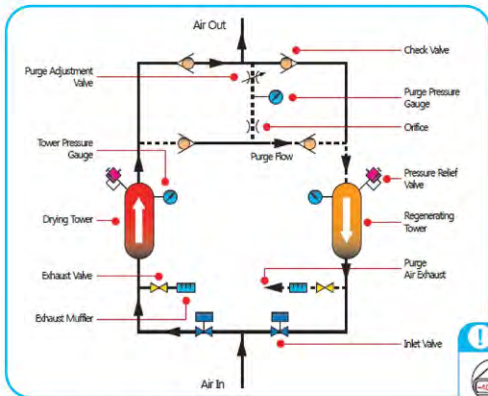 Air Out
Check Valve
Purge Adjustment
Valve
Purge Pressure
Gauge
Tower Pressure
Gauge
Orifice
Purge Flow
Pressure Relief
Valve
Drying Tower
Regenerating
Tower
Exhaust Valve
Purge
Air Exhaust
Exhaust Muffler
Inlet Valve
Air In
!